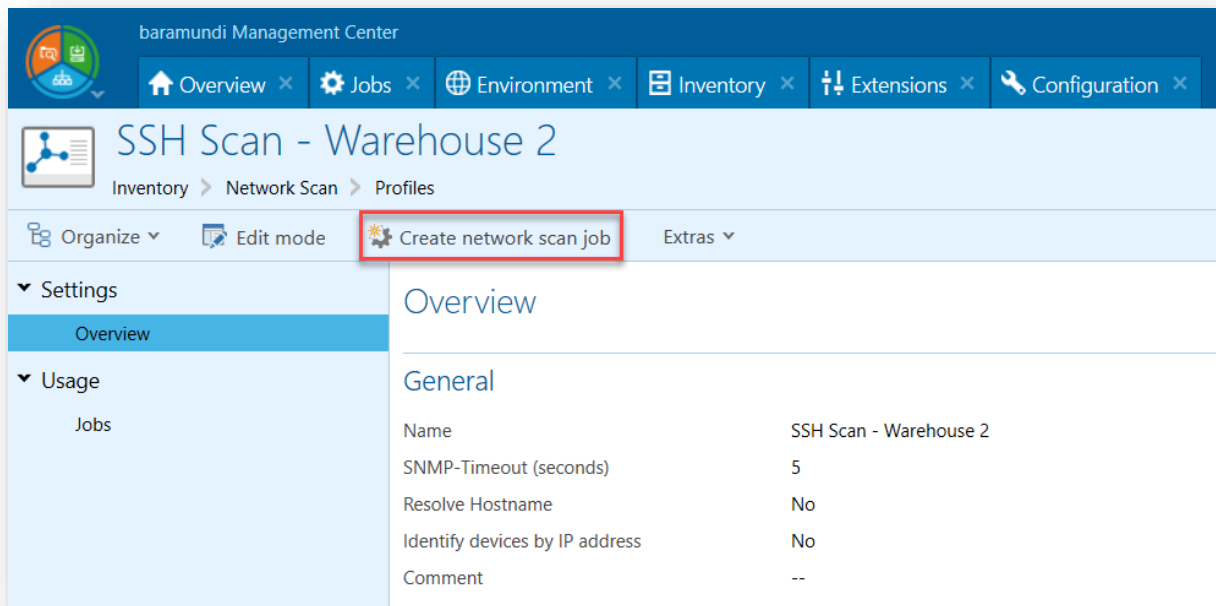 baramundi Management Center
Overview Jobs Environment Inventory Extensions Configuration
SSH Scan - Warehouse 2
Inventory Network Scan Profiles
Organize Edit mode Create network scan job Extras
Settings
Overview
Usage
Jobs
Overview
General
Name SSH Scan - Warehouse 2
SNMP-Timeout (seconds) 5
Resolve Hostname No
Identify devices by IP address No
Comment --